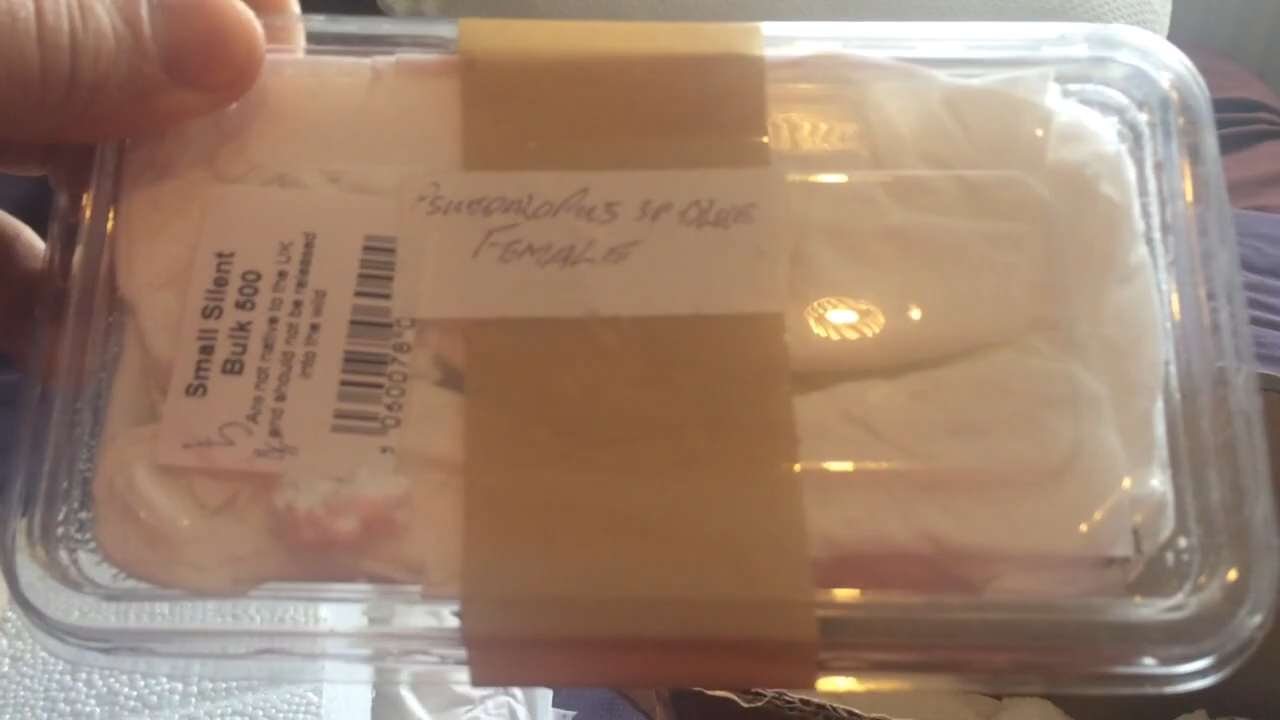 Psuedalopus SP BLUE
FEMALE
Small Silent
Bulk 500
Are not native to the UK
and should not be released
into the wild